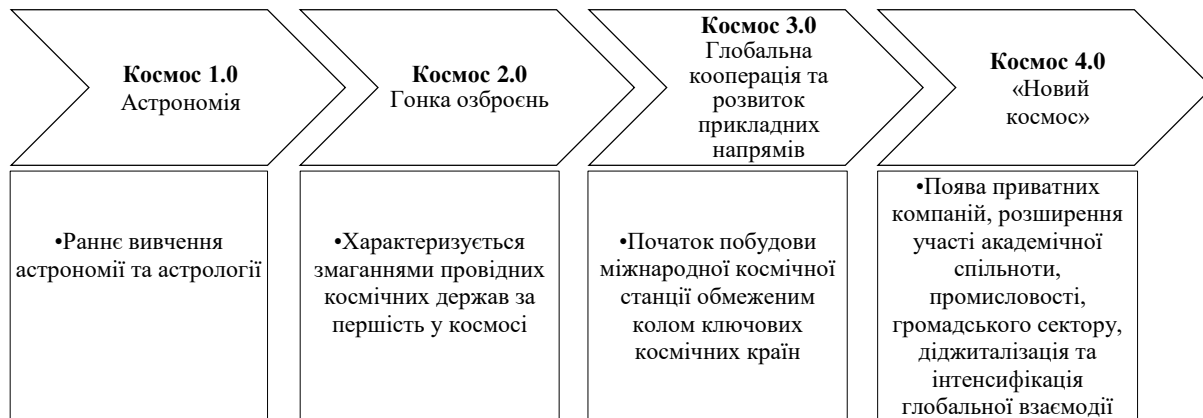 Космос 1.0
Астрономія
•Раннє вивчення
астрономії та астрології
Космос 2.0
Гонка озброєнь
•Характеризується
змаганнями провідних
космічних держав за
першість у космосі
Космос 3.0
Глобальна
кооперація та
розвиток
прикладних
напрямів
•Початок побудови
міжнародної космічної
станції обмеженим
колом ключових
космічних країн
Космос 4.0
«Новий
космос»
•Поява приватних
компаній, розширення
участі академічної
спільноти,
промисловості,
громадського сектору,
діджиталізація та
інтенсифікація
глобальної взаємодії